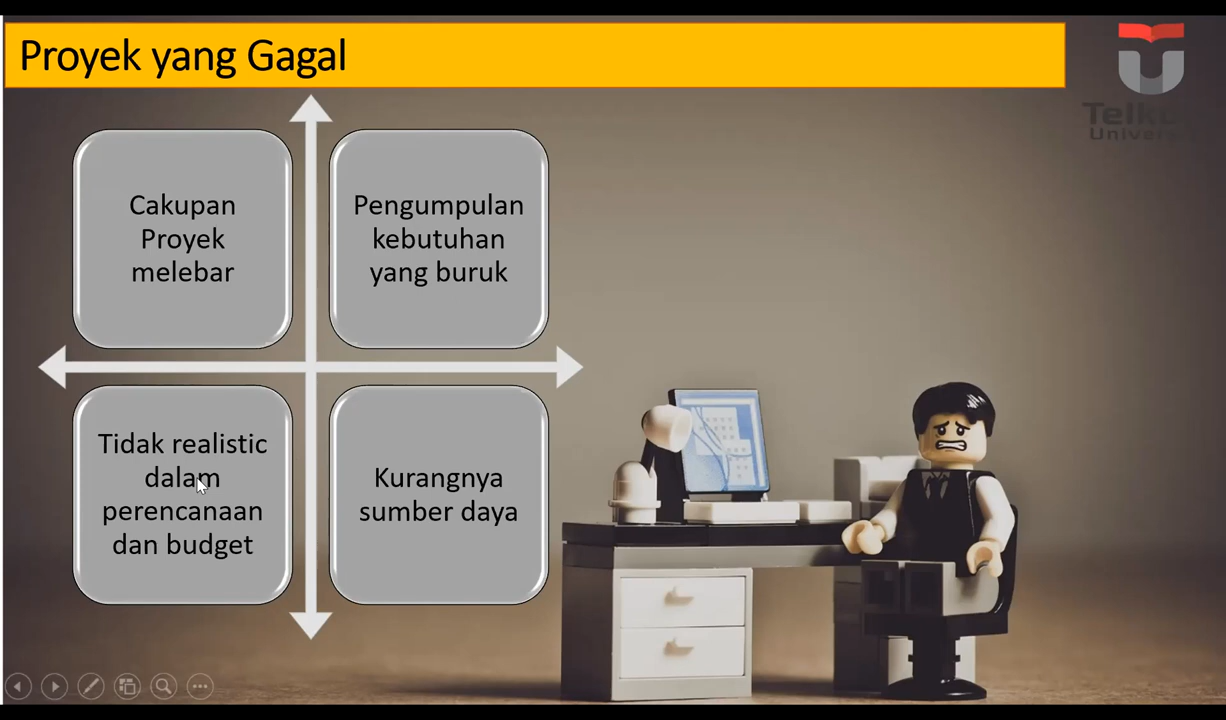 Proyek yang Gagal
Cakupan
Proyek
melebar
Pengumpulan
kebutuhan
yang buruk
Tidak realistic
dalam
perencanaan
dan budget
Kurangnya
sumber daya